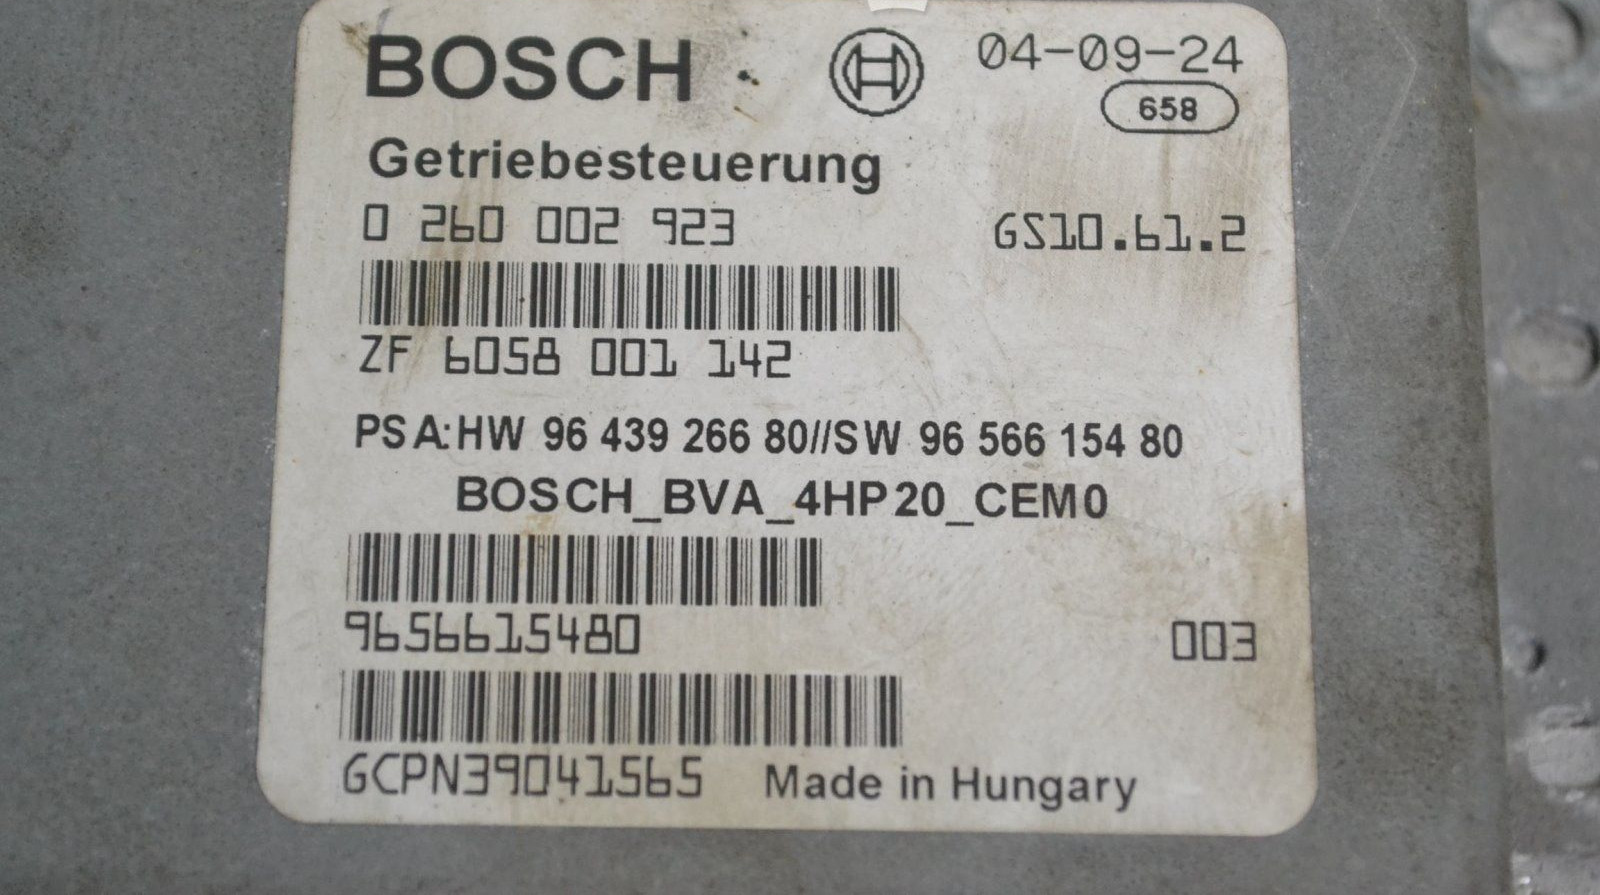 BOSCH 04-09-24
658
Getriebesteuerung
0 260 002 923 GS10.61.2
ZF 6058 001 142
PSA:HW 96 439 266 80//SW 96 566 154 80
BOSCH_BVA_4HP20_CEM0
9656615480 003
GCPN39041565 Made in Hungary